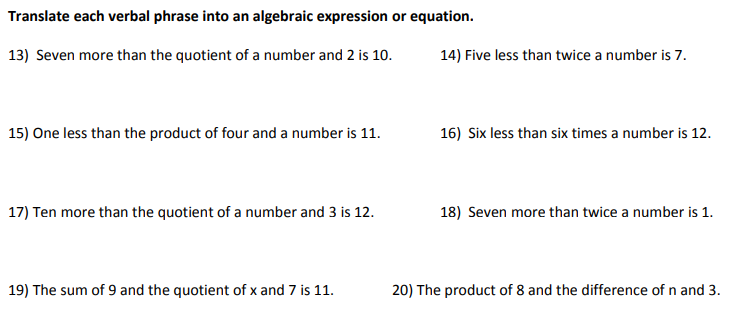 Translate each verbal phrase into an algebraic expression or equation.
13) Seven more than the quotient of a number and 2 is 10.
14) Five less than twice a number is 7.
15) One less than the product of four and a number is 11.
16) Six less than six times a number is 12.
17) Ten more than the quotient of a number and 3 is 12.
18) Seven more than twice a number is 1.
19) The sum of 9 and the quotient of x and 7 is 11.
20) The product of 8 and the difference of n and 3.